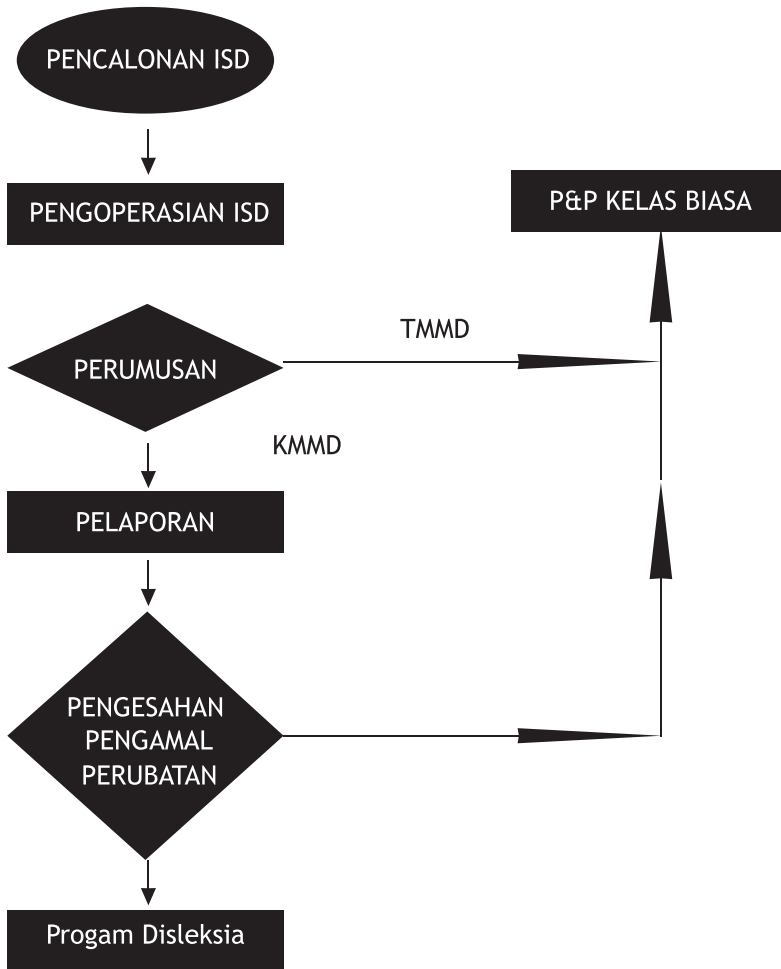 PENCALONAN ISD
PENGOPERASIAN ISD
P&P KELAS BIASA
TMMD
PERUMUSAN
KMMD
PELAPORAN
PENGESAHAN
PENGAMAL
PERUBATAN
Progam Disleksia